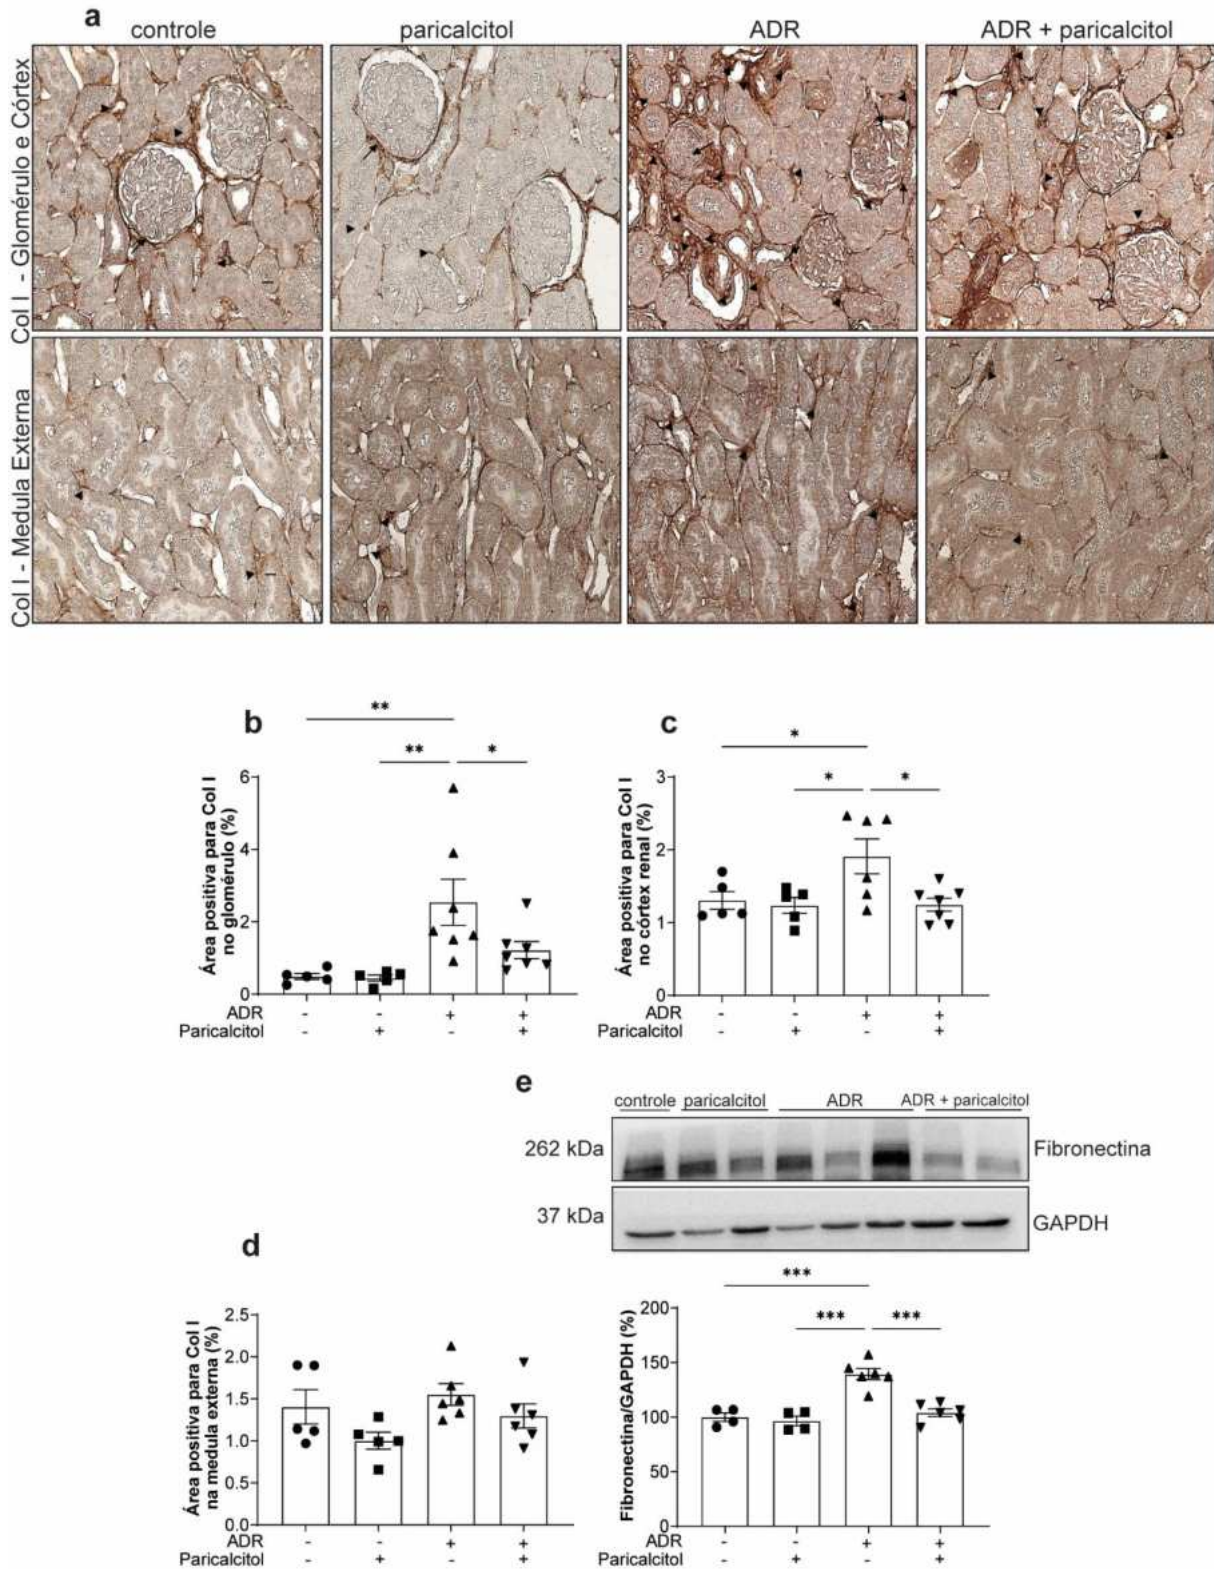 a
controle
paricalcitol
ADR
ADR + paricalcitol
Col I - Glomérulo e Córtex
Col I - Medula Externa
b
**
**
*
Área positiva para Col I
no glomérulo (%)
6
4
2
0
ADR - - + +
Paricalcitol - + - +
c
*
*
*
Área positiva para Col I
no córtex renal (%)
3
2
1
0
ADR - - + +
Paricalcitol - + - +
d
Área positiva para Col I
na medula externa (%)
2.5
2.0
1.5
1.0
0.5
0.0
ADR - - + +
Paricalcitol - + - +
e
controle paricalcitol ADR ADR + paricalcitol
262 kDa Fibronectina
37 kDa GAPDH
***
***
***
Fibronectina/GAPDH (%)
200
150
100
50
0
ADR - - + +
Paricalcitol - + - +